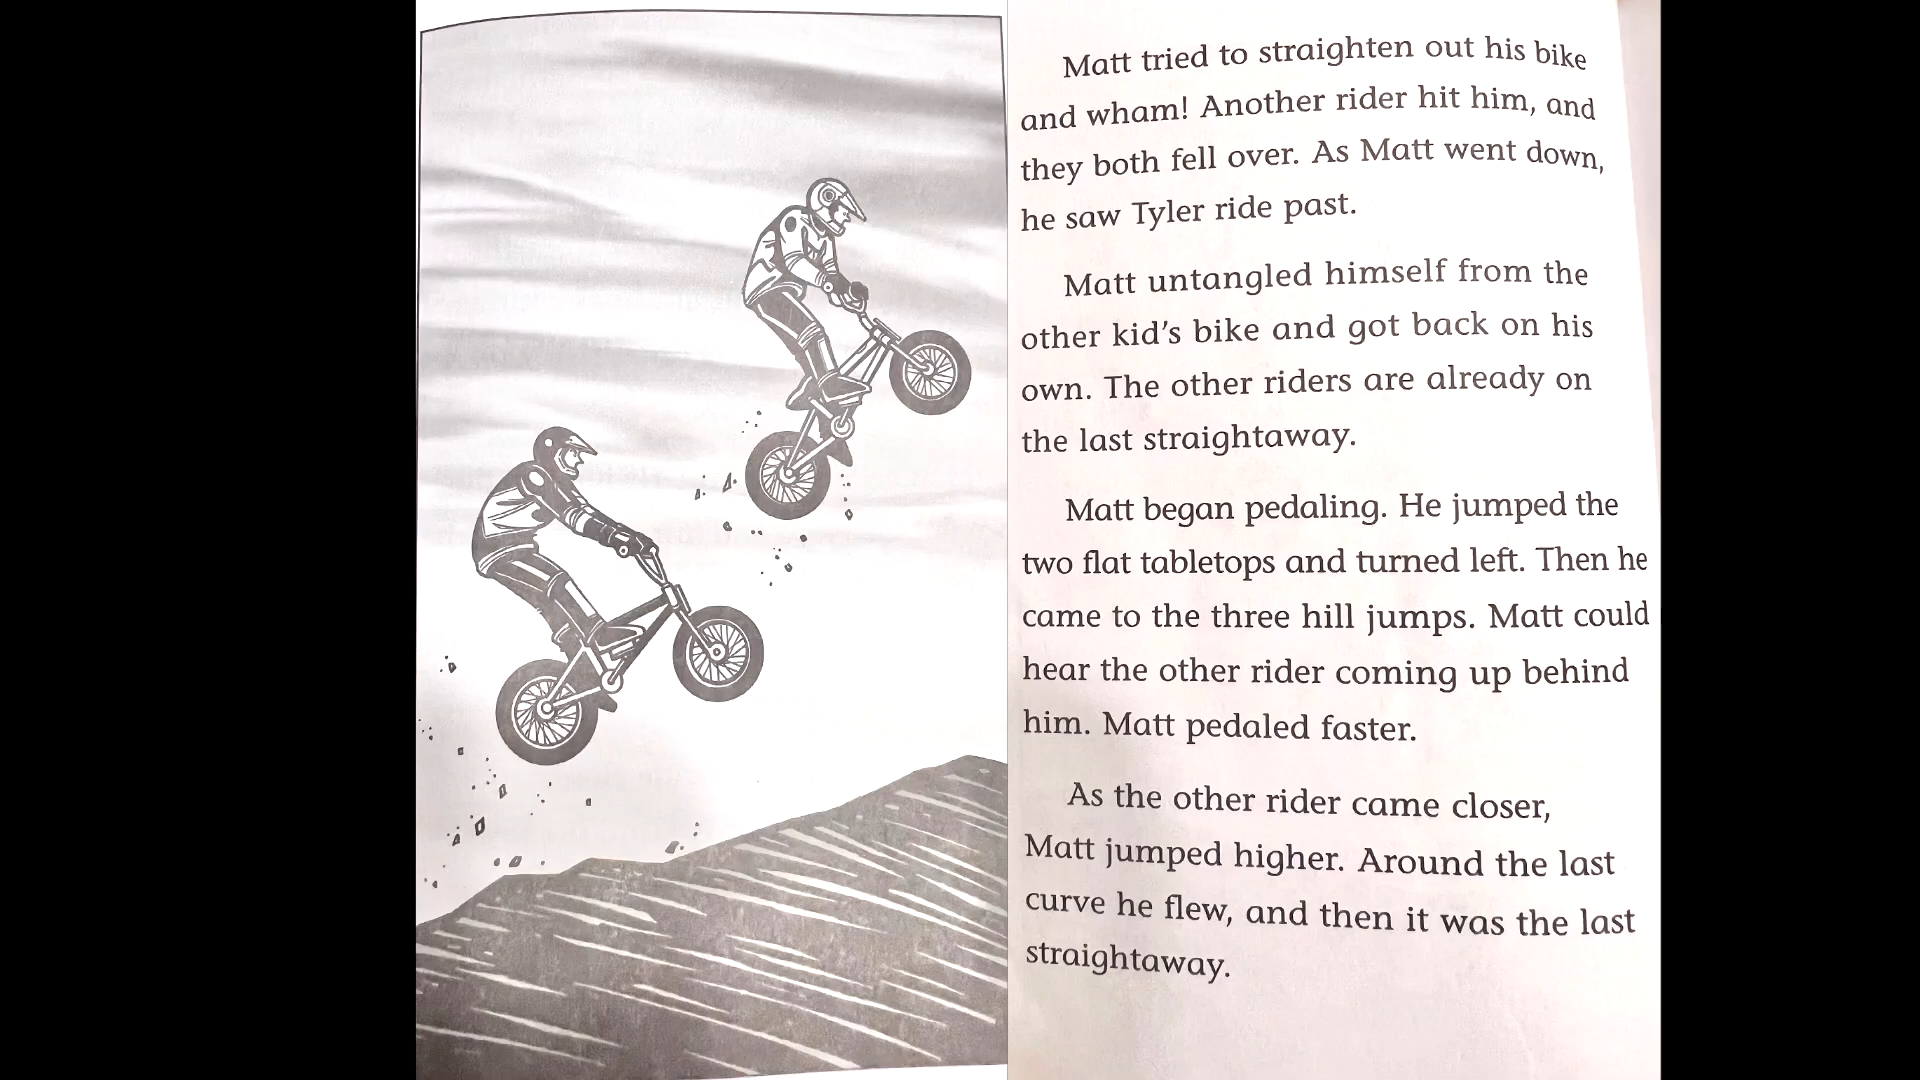 Matt tried to straighten out his bike
and wham! Another rider hit him, and
they both fell over. As Matt went down,
he saw Tyler ride past.
Matt untangled himself from the
other kid's bike and got back on his
own. The other riders are already on
the last straightaway.
Matt began pedaling. He jumped the
two flat tabletops and turned left. Then he
came to the three hill jumps. Matt could
hear the other rider coming up behind
him. Matt pedaled faster.
As the other rider came closer,
Matt jumped higher. Around the last
curve he flew, and then it was the last
straightaway.